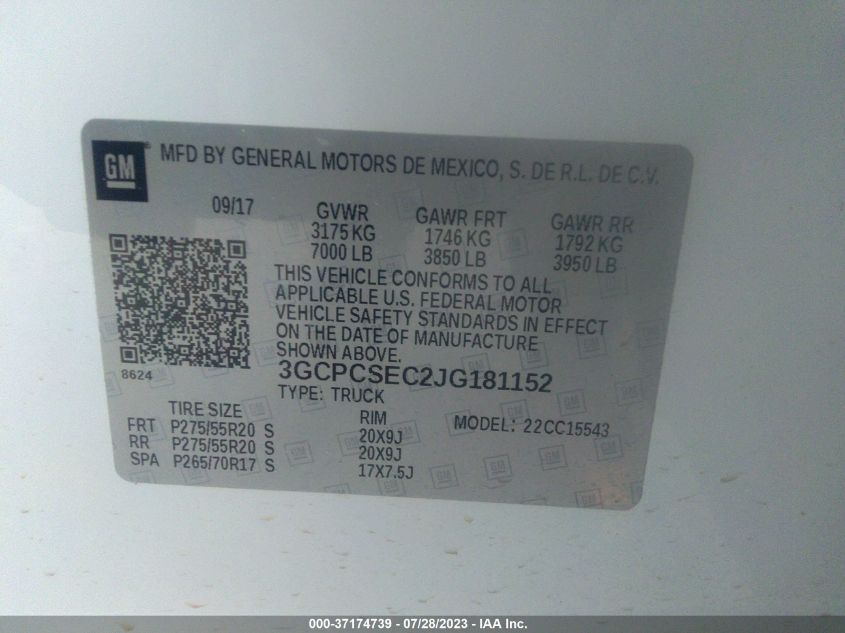 GM ® MFD BY GENERAL MOTORS DE MEXICO, S. DE R.L. DE C.V.
09/17 GVWR GAWR FRT GAWR RR
3175 KG 1746 KG 1792 KG
7000 LB 3850 LB 3950 LB
THIS VEHICLE CONFORMS TO ALL
APPLICABLE U.S. FEDERAL MOTOR
VEHICLE SAFETY STANDARDS IN EFFECT
ON THE DATE OF MANUFACTURE
SHOWN ABOVE.
8624
3GCPCSEC2JG181152
TYPE: TRUCK
TIRE SIZE RIM MODEL: 22CC15543
FRT P275/55R20 S 20X9J
RR P275/55R20 S 20X9J
SPA P265/70R17 S 17X7.5J
000-37174739 - 07/28/2023 - IAA Inc.